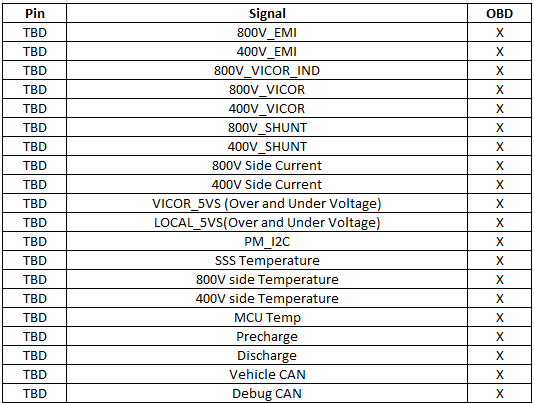 Pin Signal OBD
TBD 800V_EMI X
TBD 400V_EMI X
TBD 800V_VICOR_IND X
TBD 800V_VICOR X
TBD 400V_VICOR X
TBD 800V_SHUNT X
TBD 400V_SHUNT X
TBD 800V Side Current X
TBD 400V Side Current X
TBD VICOR_5VS (Over and Under Voltage) X
TBD LOCAL_5VS(Over and Under Voltage) X
TBD PM_I2C X
TBD SSS Temperature X
TBD 800V side Temperature X
TBD 400V side Temperature X
TBD MCU Temp X
TBD Precharge X
TBD Discharge X
TBD Vehicle CAN X
TBD Debug CAN X